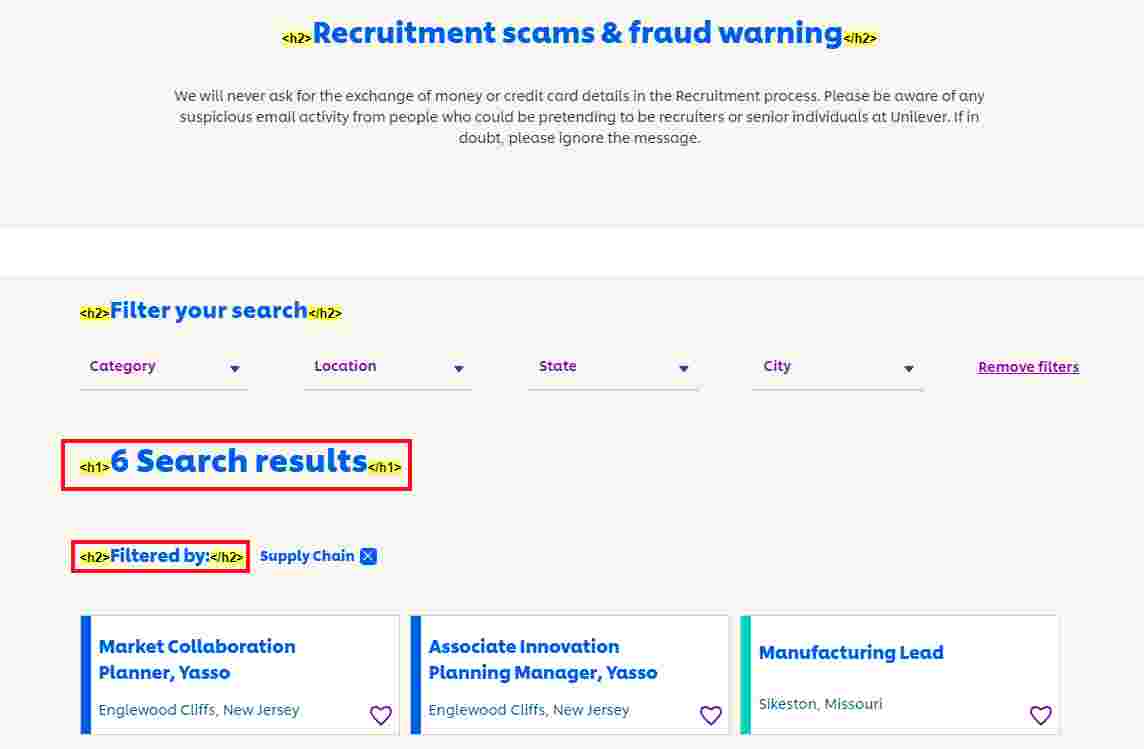 <h2>Recruitment scams & fraud warning</h2>
We will never ask for the exchange of money or credit card details in the Recruitment process. Please be aware of any
suspicious email activity from people who could be pretending to be recruiters or senior individuals at Unilever. If in
doubt, please ignore the message.
<h2>Filter your search</h2>
Category Location State City Remove filters
<h1>6 Search results</h1>
<h2>Filtered by:</h2> Supply Chain
Market Collaboration
Planner, Yasso
Englewood Cliffs, New Jersey
Associate Innovation
Planning Manager, Yasso
Englewood Cliffs, New Jersey
Manufacturing Lead
Sikeston, Missouri